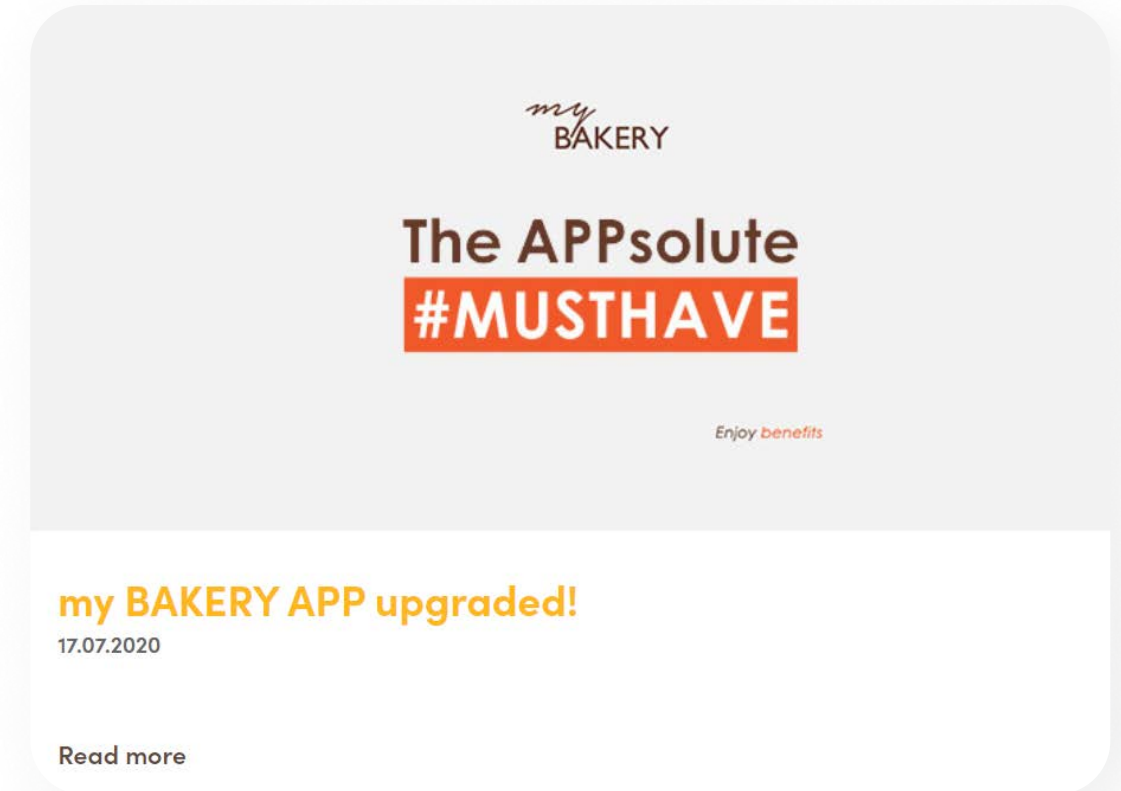 my
BAKERY
The APPsolute
#MUSTHAVE
Enjoy benefits
my BAKERY APP upgraded!
17.07.2020
Read more